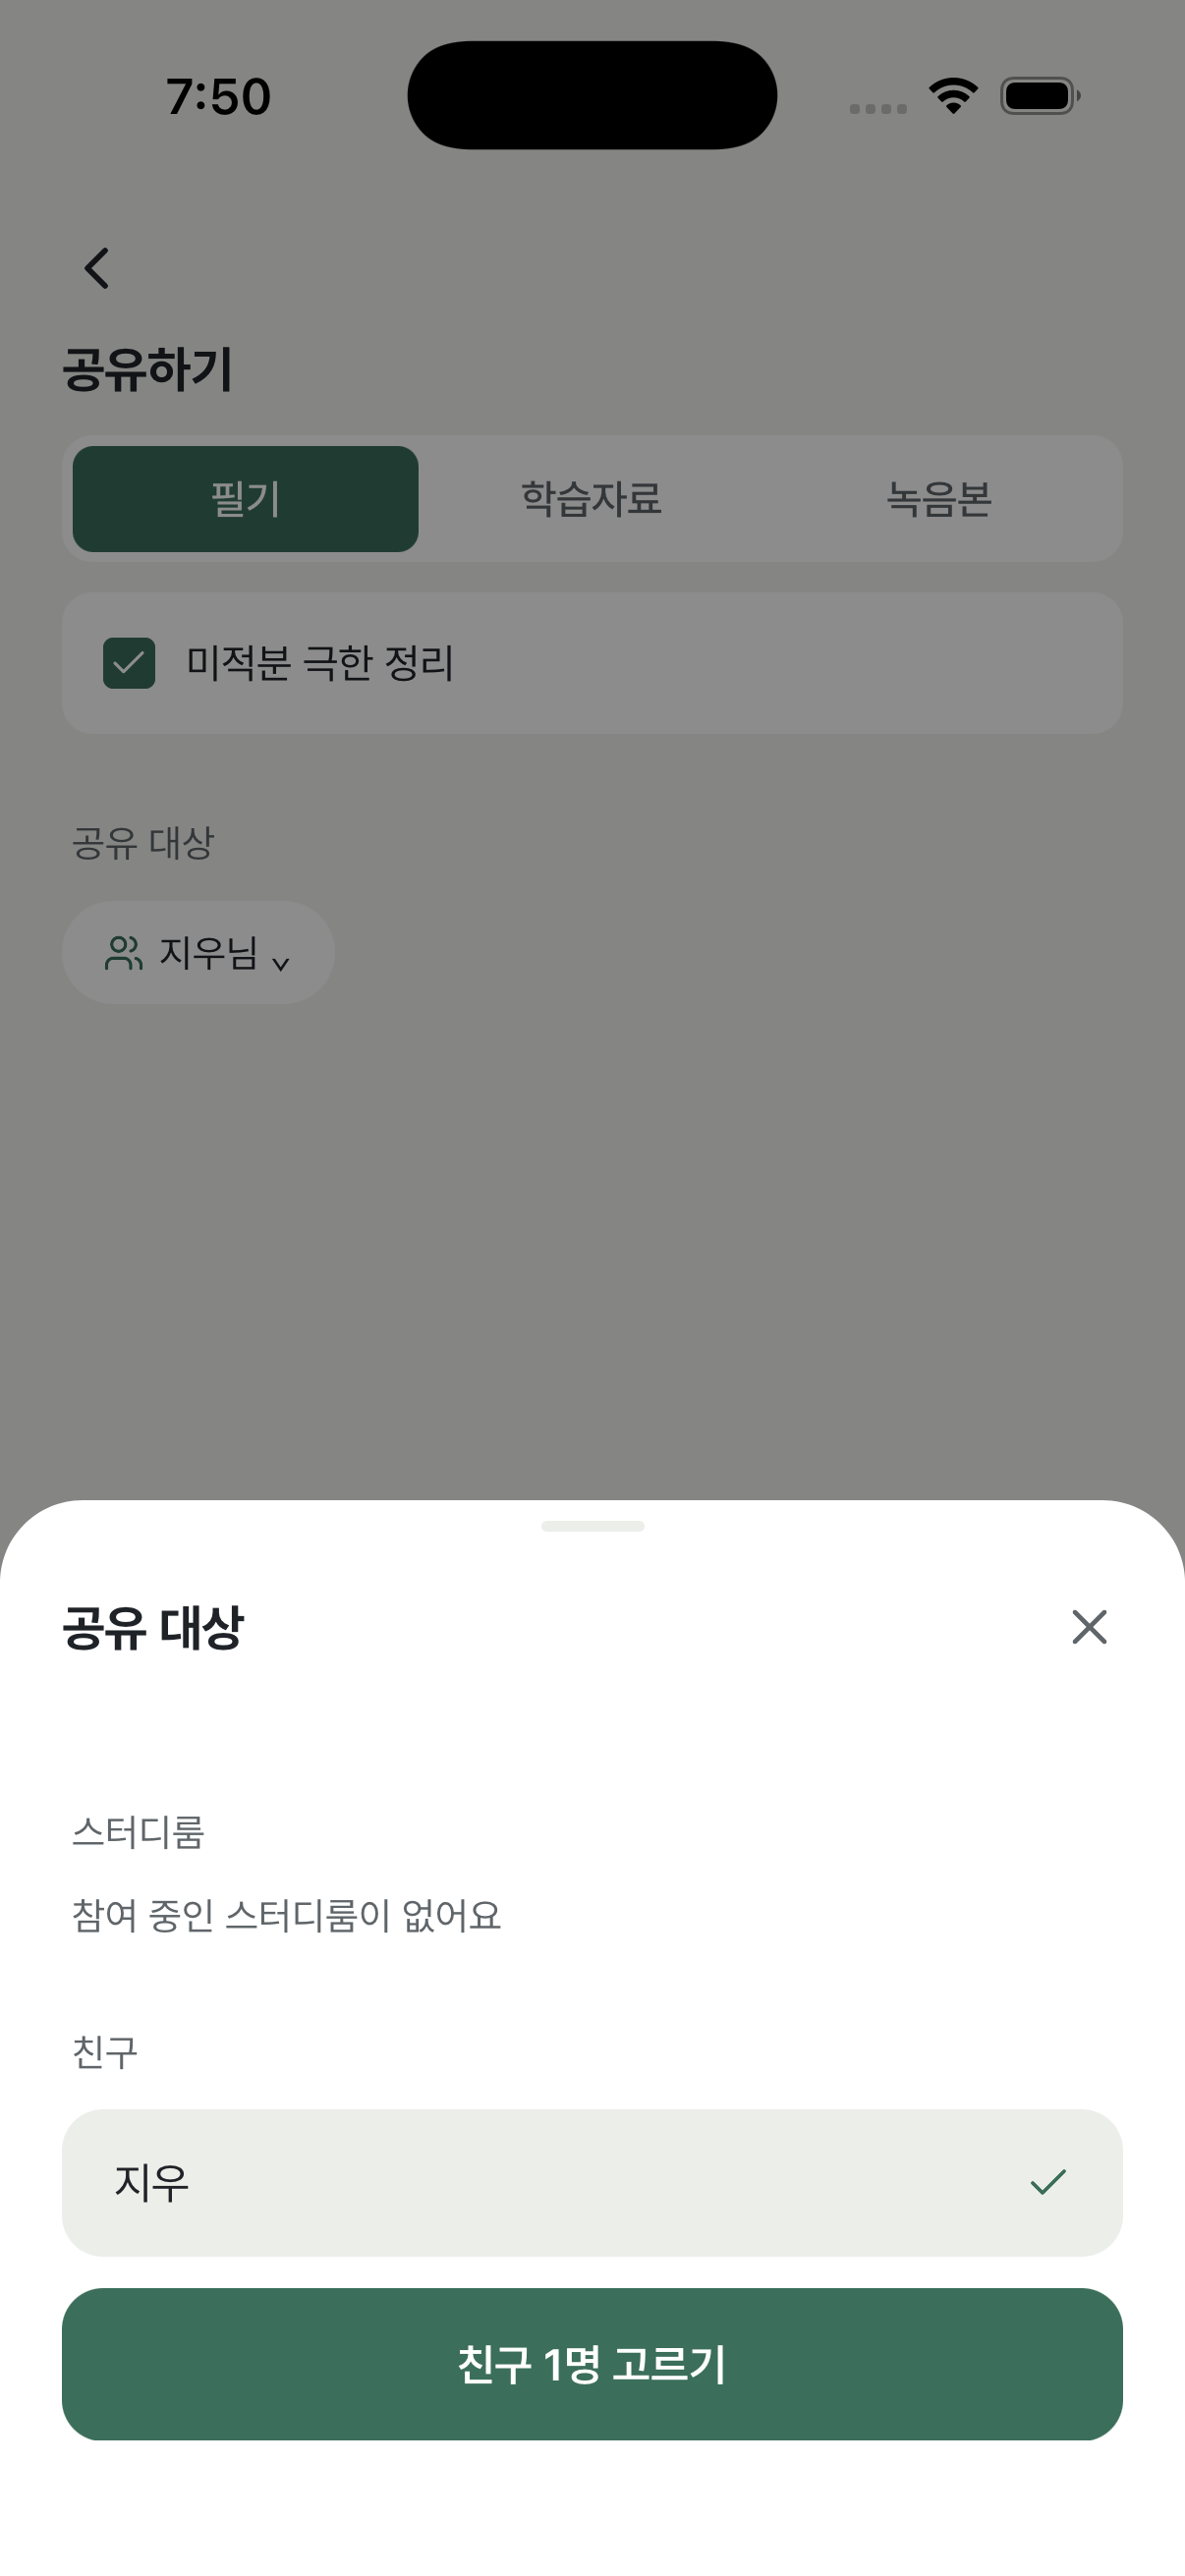 7:50
공유하기
필기 학습자료 녹음본
미적분 극한 정리
공유 대상
지우님
공유 대상
스터디룸
참여 중인 스터디룸이 없어요
친구
지우
친구 1명 고르기